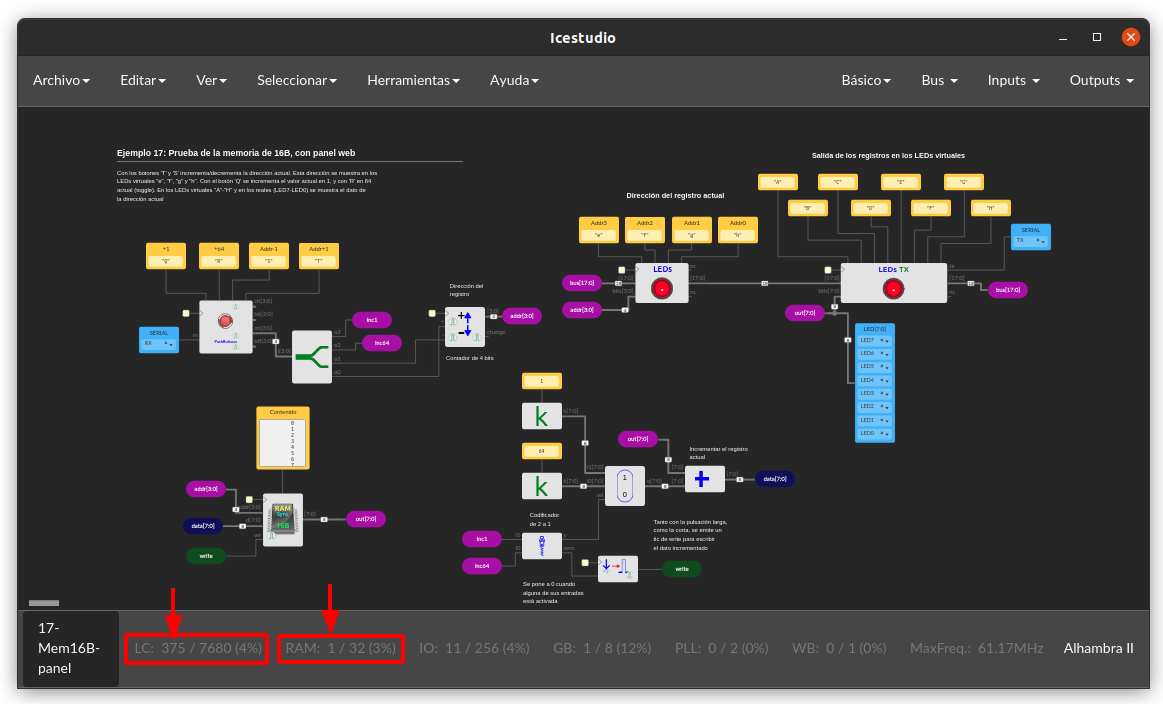 Icestudio
Archivo Editar Ver Seleccionar Herramientas Ayuda Básico Bus Inputs Outputs
Ejemplo 17: Prueba de la memoria de 16B, con panel web
Con los botones 'T' y 'S' incrementa/decrementa la dirección actual. Esta dirección se muestra en los
LEDs virtuales "e", "f", "g" y "h". Con el botón 'Q' se incrementa el valor actual en 1, y con 'R' en 64
actual (toggle). En los LEDs virtuales "A"-"H" y en los reales (LED7-LED0) se muestra el dato de
la dirección actual
Salida de los registros en los LEDs virtuales
"A" "C" "E" "G"
"B" "D" "F" "H"
Dirección del registro actual
Addr3 Addr2 Addr1 Addr0
"e" "f" "g" "h"
SERIAL
TX
+1 +64 Addr-1 Addr+1
"Q" "R" "S" "T"
LEDs
LEDs TX
bus[17:0]
addr[3:0]
bus[17:0]
out[7:0]
Dirección del
registro
addr[3:0]
change
Contador de 4 bits
SERIAL
RX
PushButtons
inc1
inc64
LED[7:0]
LED7
LED6
LED5
LED4
LED3
LED2
LED1
LED0
Contenido
0
1
2
3
4
5
6
7
addr[3:0]
data[7:0]
write
RAM
Sync
16B
out[7:0]
1
k
64
k
1
0
out[7:0]
Incrementar el registro
actual
data[7:0]
Codificador
de 2 a 1
inc1
inc64
zero
Se pone a 0 cuando
alguna de sus entradas
está activada
Tanto con la pulsación larga,
como la corta, se emite un
tic de write para escribir
el dato incrementado
write
17-
Mem16B-
panel
LC: 375 / 7680 (4%) RAM: 1 / 32 (3%) IO: 11 / 256 (4%) GB: 1 / 8 (12%) PLL: 0 / 2 (0%) WB: 0 / 1 (0%) MaxFreq.: 61.17MHz Alhambra II